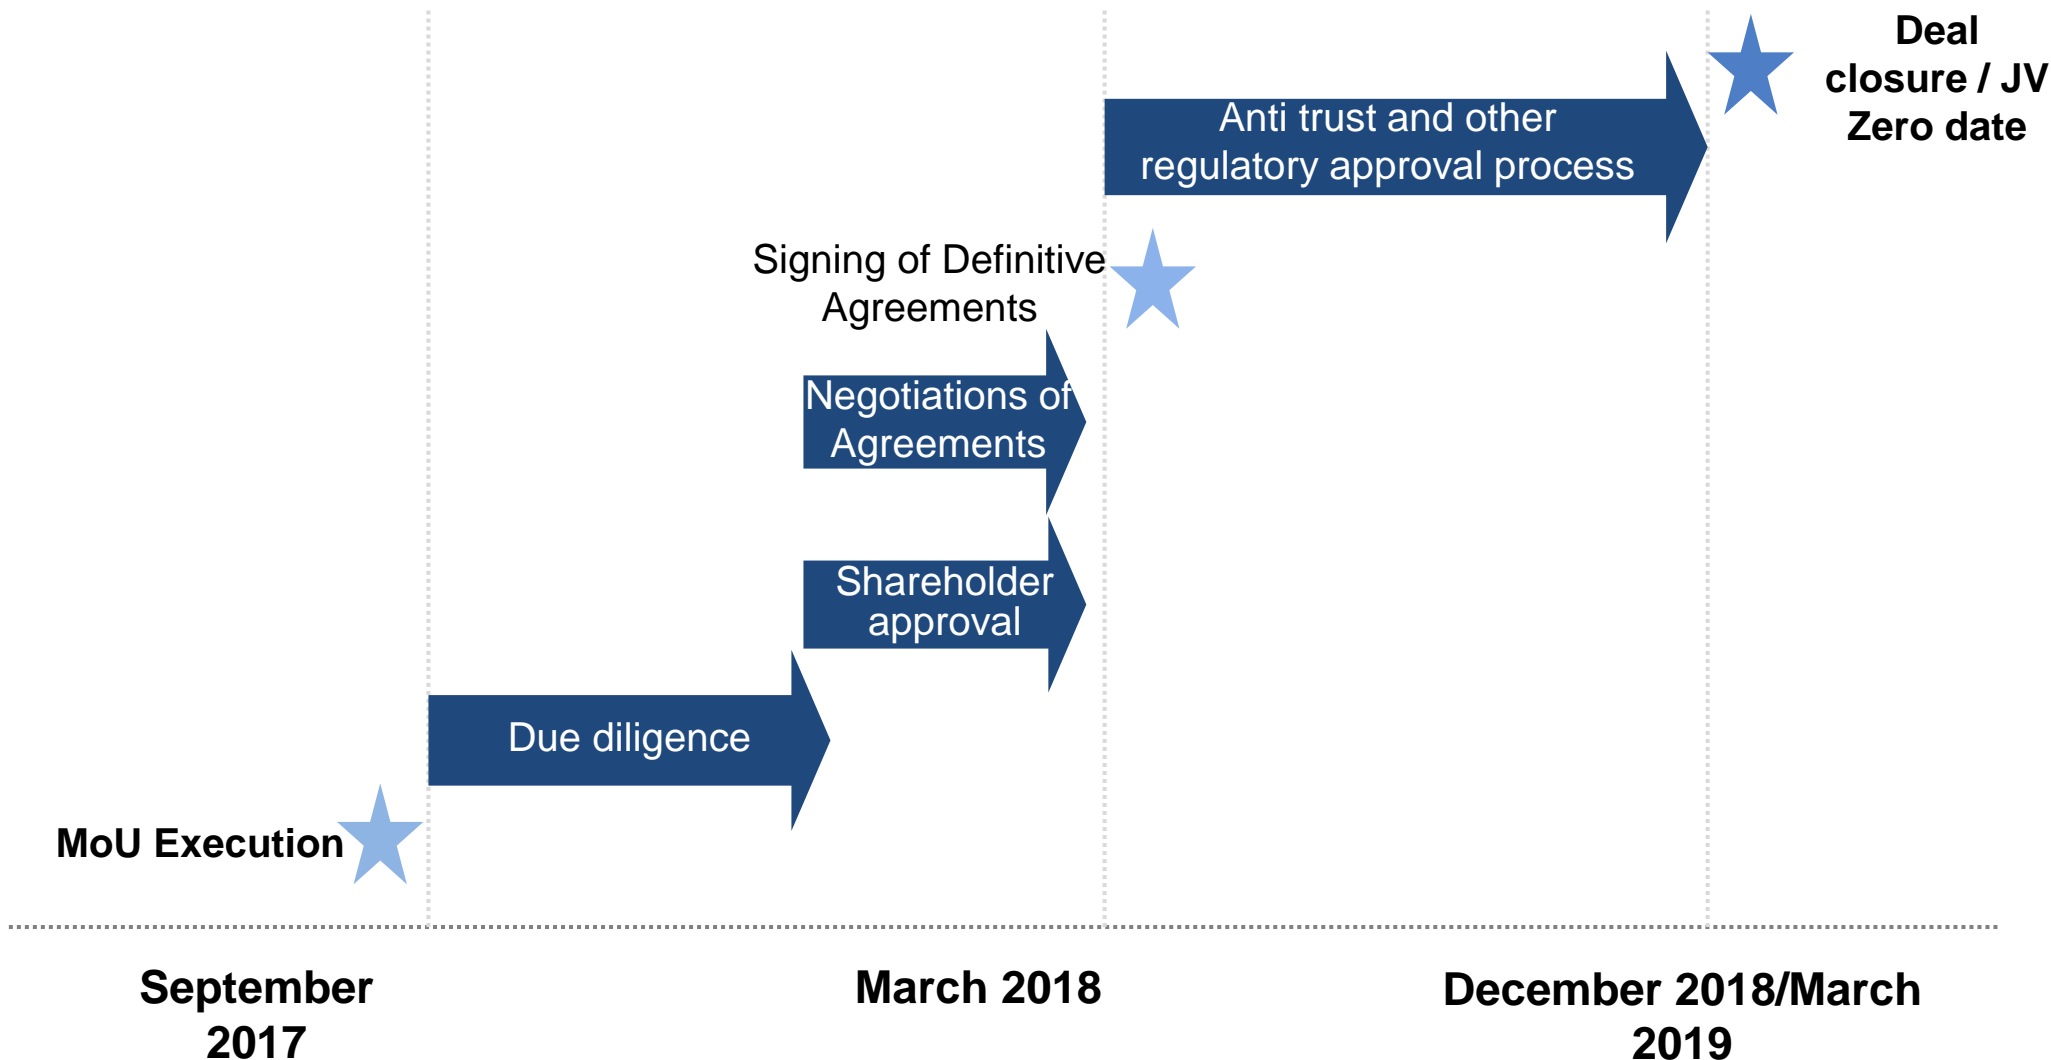 Deal
closure / JV
Zero date
Anti trust and other
regulatory approval process
Signing of Definitive
Agreements
Negotiations of
Agreements
Shareholder
approval
Due diligence
MoU Execution
September
2017
March 2018
December 2018/March
2019